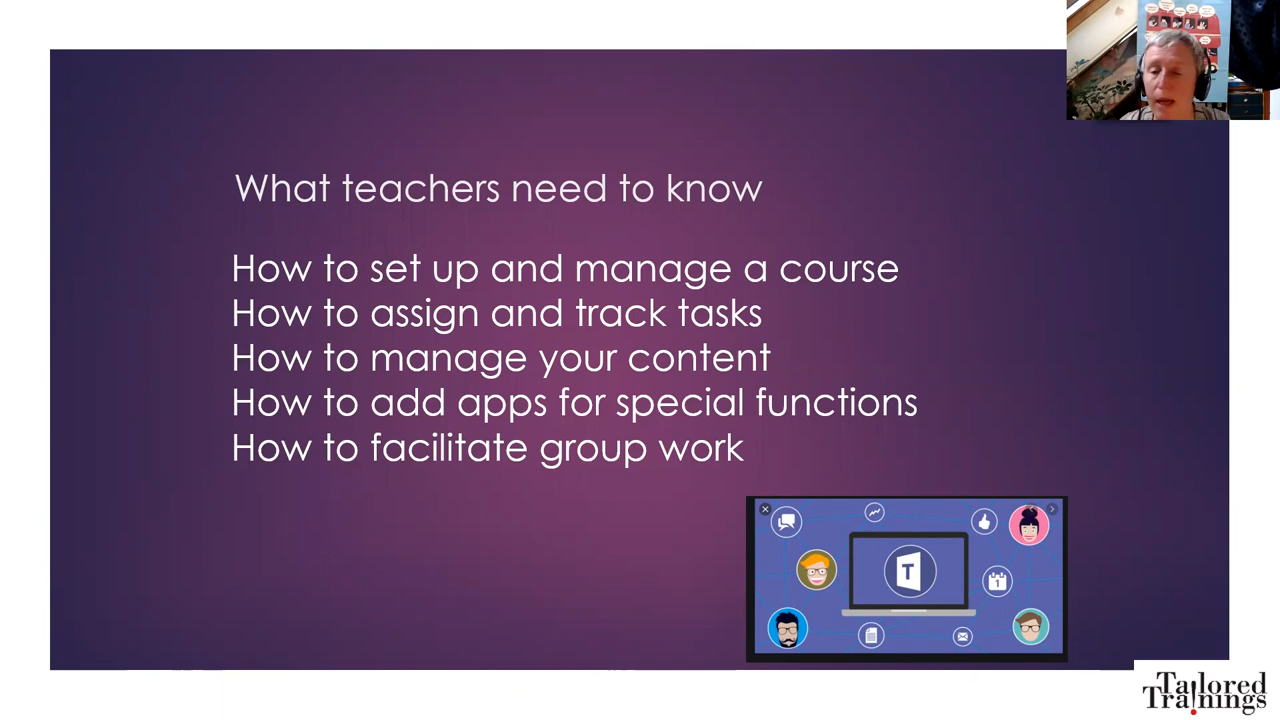 What teachers need to know
How to set up and manage a course
How to assign and track tasks
How to manage your content
How to add apps for special functions
How to facilitate group work
T
1
Tailored
Trainings